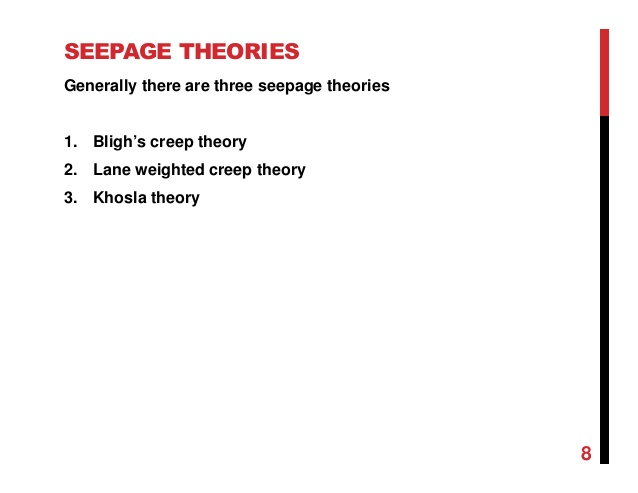 SEEPAGE THEORIES
Generally there are three seepage theories
1. Bligh’s creep theory
2. Lane weighted creep theory
3. Khosla theory
8